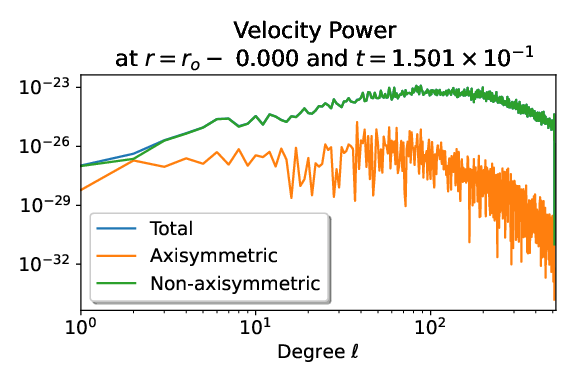 Velocity Power
at r = r_o − 0.000 and t = 1.501 × 10^−1
10^−23
10^−26
10^−29
10^−32
Total
Axisymmetric
Non-axisymmetric
10^0 10^1 10^2
Degree ℓ